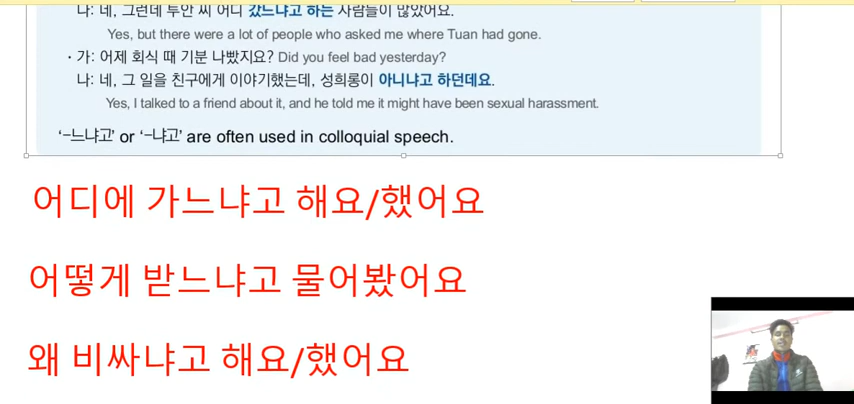 나: 네, 그런데 투안 씨 어디 갔느냐고 하는 사람들이 많았어요.
Yes, but there were a lot of people who asked me where Tuan had gone.
· 가: 어제 회식 때 기분 나빴지요? Did you feel bad yesterday?
나: 네, 그 일을 친구에게 이야기했는데, 성희롱이 아니냐고 하던데요.
Yes, I talked to a friend about it, and he told me it might have been sexual harassment.
‘-느냐고’ or ‘-냐고’ are often used in colloquial speech.
어디에 가느냐고 해요/했어요
어떻게 받느냐고 물어봤어요
왜 비싸냐고 해요/했어요